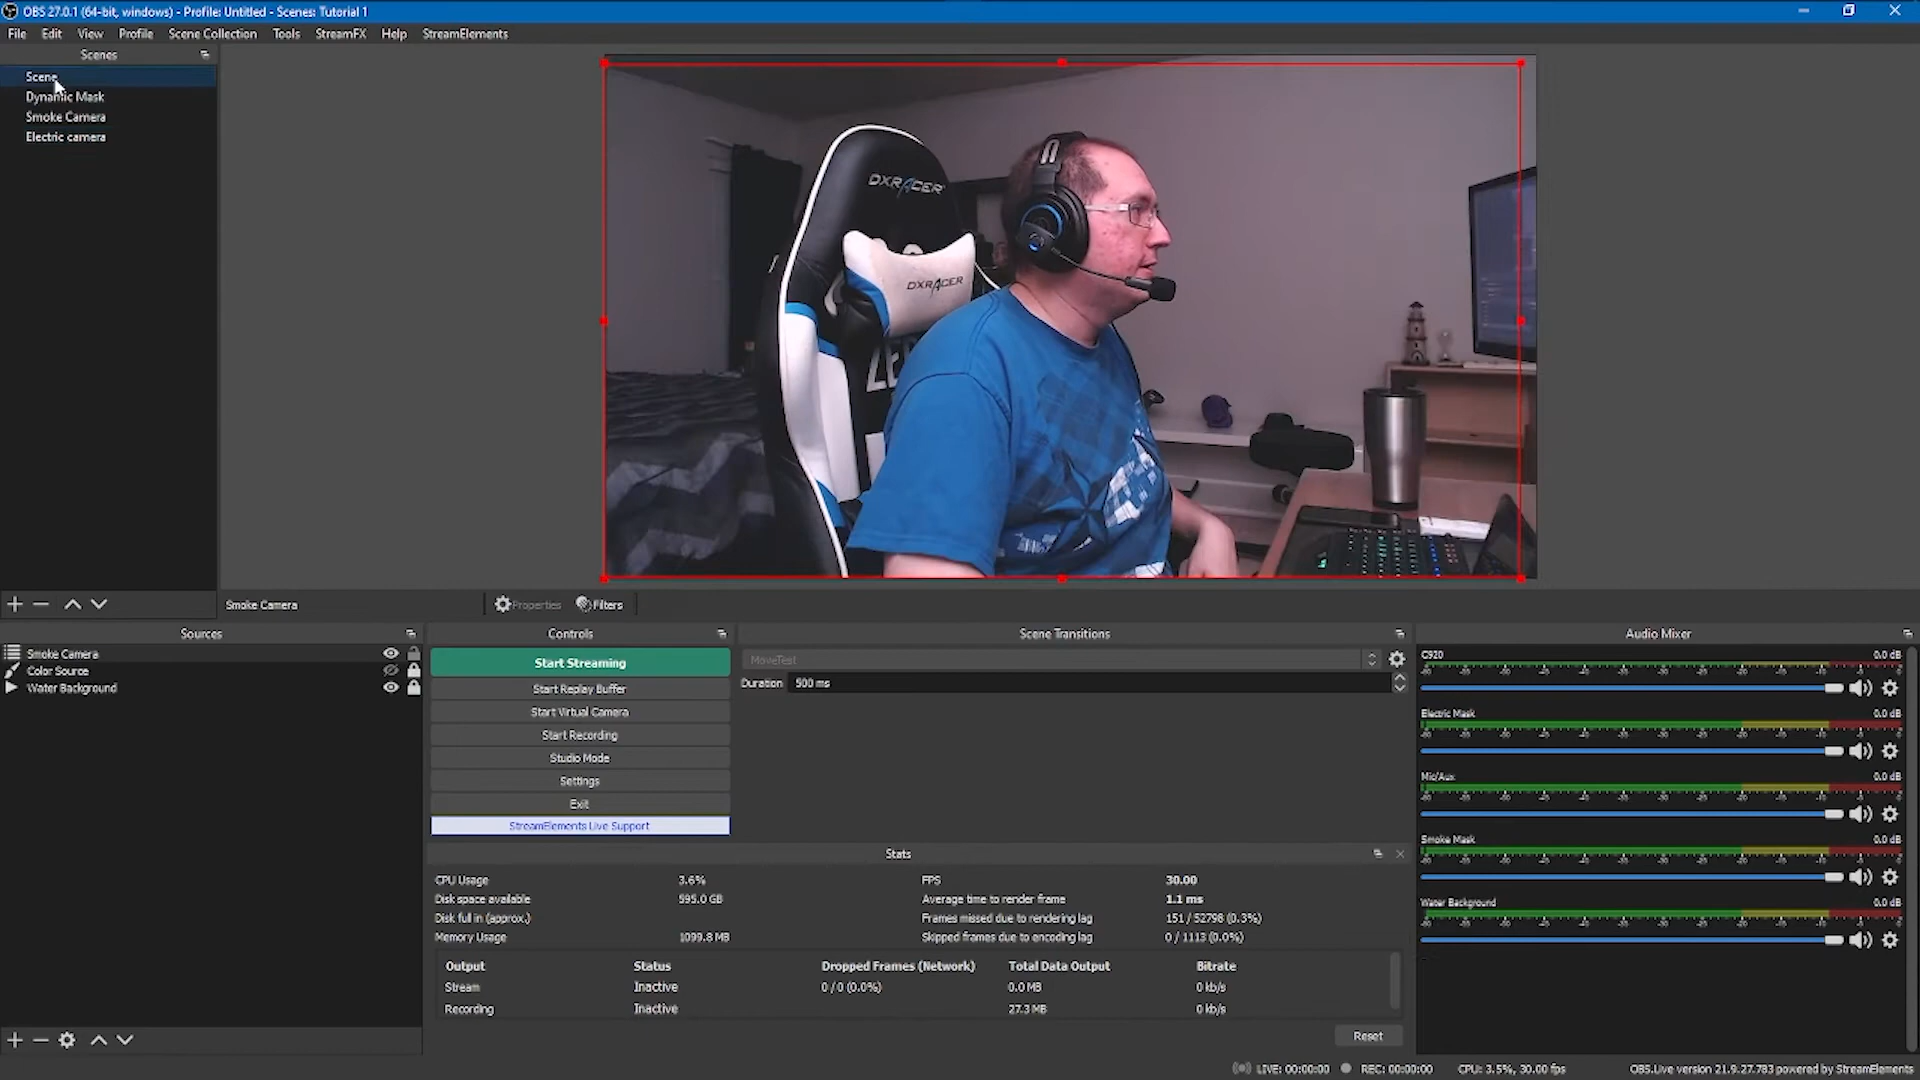 OBS 27.0.1 (64-bit, windows) - Profile: Untitled - Scenes: Tutorial 1
File Edit View Profile Scene Collection Tools StreamFX Help StreamElements
Scenes
Scene
Dynamic Mask
Smoke Camera
Electric camera
DXRACER
DXRACER
Smoke Camera
Properties
Filters
Sources
Smoke Camera
Color Source
Water Background
Controls
Start Streaming
Start Replay Buffer
Start Virtual Camera
Start Recording
Studio Mode
Settings
Exit
StreamElements Live Support
Scene Transitions
MoveTest
Duration 500 ms
Stats
CPU Usage 3.6%
Disk space available 595.0 GB
Disk full in (approx.)
Memory Usage 1099.8 MB
FPS 30.00
Average time to render frame 1.1 ms
Frames missed due to rendering lag 151 / 52798 (0.3%)
Skipped frames due to encoding lag 0 / 1113 (0.0%)
Output Status Dropped Frames (Network) Total Data Output Bitrate
Stream Inactive 0 / 0 (0.0%) 0.0 MB 0 kb/s
Recording Inactive 27.3 MB 0 kb/s
Reset
Audio Mixer
C920 0.0 dB
Electric Mask 0.0 dB
Mic/Aux 0.0 dB
Smoke Mask 0.0 dB
Water Background 0.0 dB
LIVE: 00:00:00 REC: 00:00:00 CPU: 3.5%, 30.00 fps OBS.Live version 21.9.27.783 powered by StreamElements